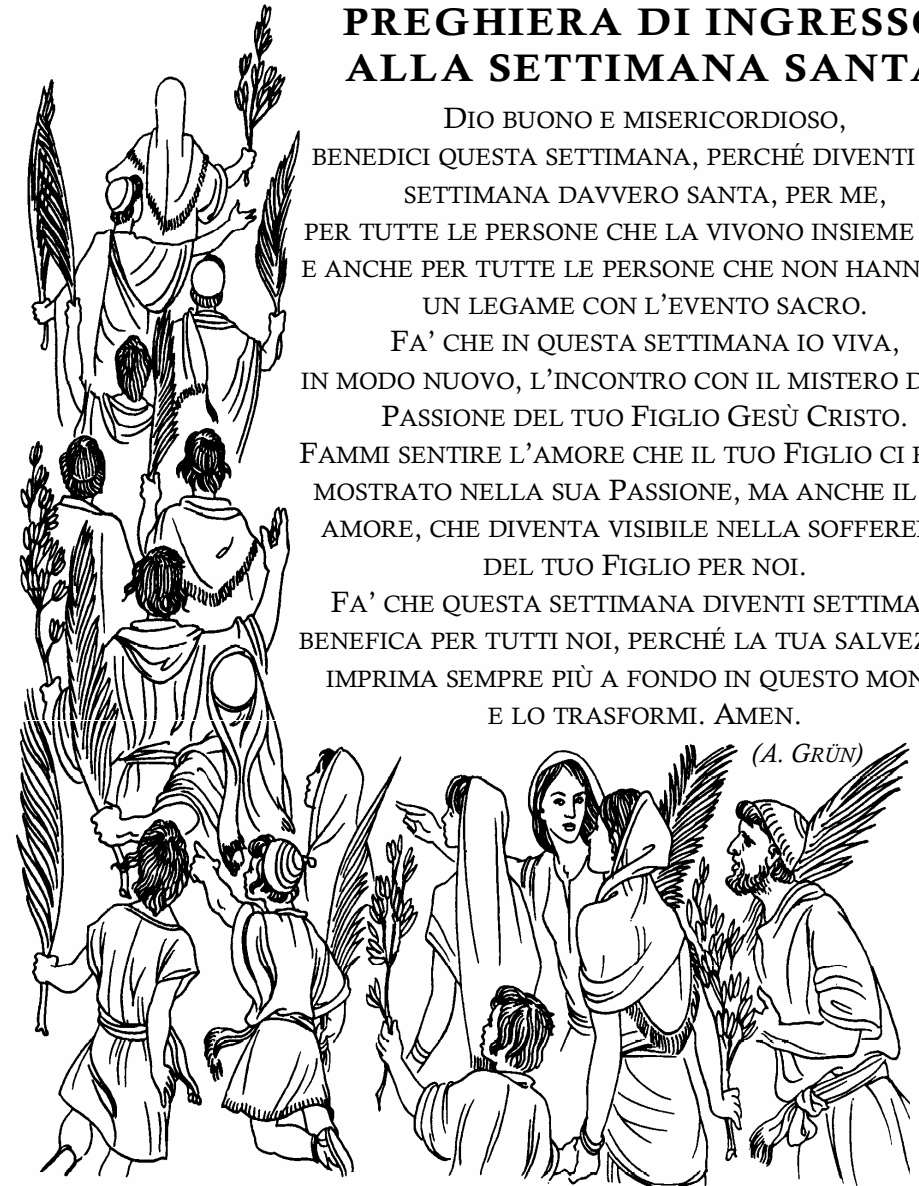 PREGHIERA DI INGRESSO
ALLA SETTIMANA SANTA
DIO BUONO E MISERICORDIOSO,
BENEDICI QUESTA SETTIMANA, PERCHÉ DIVENTI
SETTIMANA DAVVERO SANTA, PER ME,
PER TUTTE LE PERSONE CHE LA VIVONO INSIEME
E ANCHE PER TUTTE LE PERSONE CHE NON
UN LEGAME CON L'EVENTO SACRO.
FA' CHE IN QUESTA SETTIMANA IO VIVA,
IN MODO NUOVO, L'INCONTRO CON IL MISTERO
PASSIONE DEL TUO FIGLIO GESÙ CRISTO.
FAMMI SENTIRE L'AMORE CHE IL TUO FIGLIO CI
MOSTRATO NELLA SUA PASSIONE, MA ANCHE IL
AMORE, CHE DIVENTA VISIBILE NELLA
DEL TUO FIGLIO PER NOI.
FA' CHE QUESTA SETTIMANA DIVENTI
BENEFICA PER TUTTI NOI, PERCHÉ LA TUA
IMPRIMA SEMPRE PIÙ A FONDO IN QUESTO
E LO TRASFORMI. AMEN.
(A. GRÜN)